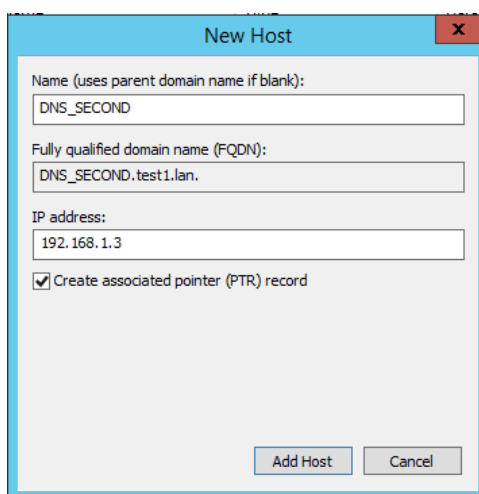 New Host
x
Name (uses parent domain name if blank):
DNS_SECOND
Fully qualified domain name (FQDN):
DNS_SECOND.test1.lan.
IP address:
192.168.1.3
Create associated pointer (PTR) record
Add Host Cancel